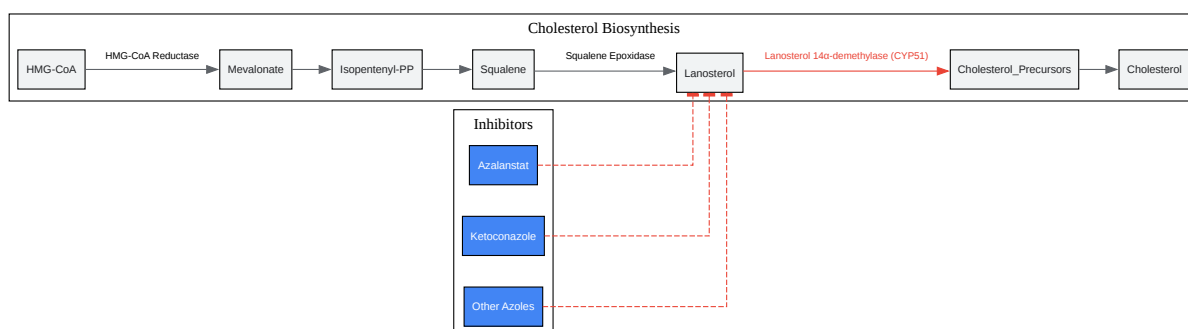 Cholesterol Biosynthesis
HMG-CoA
HMG-CoA Reductase
Mevalonate
Isopentenyl-PP
Squalene
Squalene Epoxidase
Lanosterol
Lanosterol 14α-demethylase (CYP51)
Cholesterol_Precursors
Cholesterol
Inhibitors
Azalanstat
Ketoconazole
Other Azoles